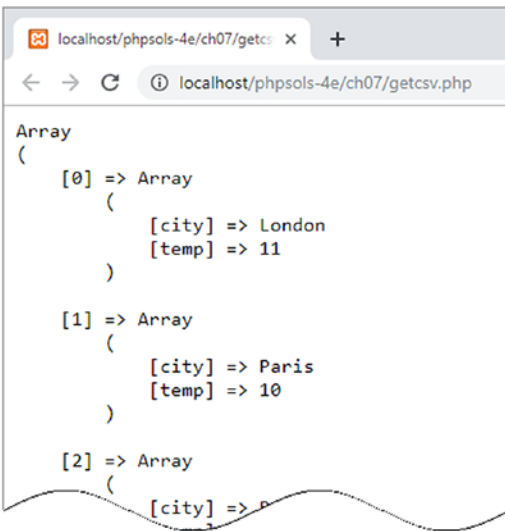 localhost/phpsols-4e/ch07/getcs
localhost/phpsols-4e/ch07/getcsv.php
Array
(
[0] => Array
(
[city] => London
[temp] => 11
)
[1] => Array
(
[city] => Paris
[temp] => 10
)
[2] => Array
(
[city] =>